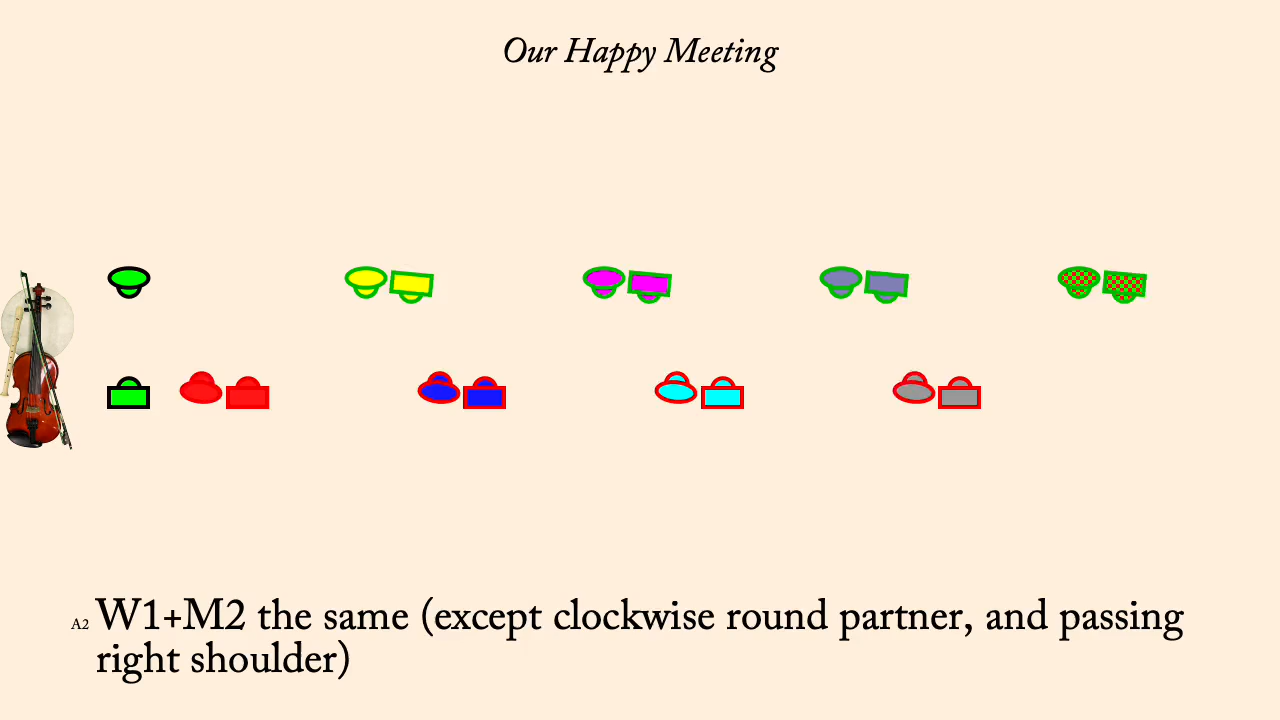 Our Happy Meeting
A2 W1+M2 the same (except clockwise round partner, and passing
right shoulder)